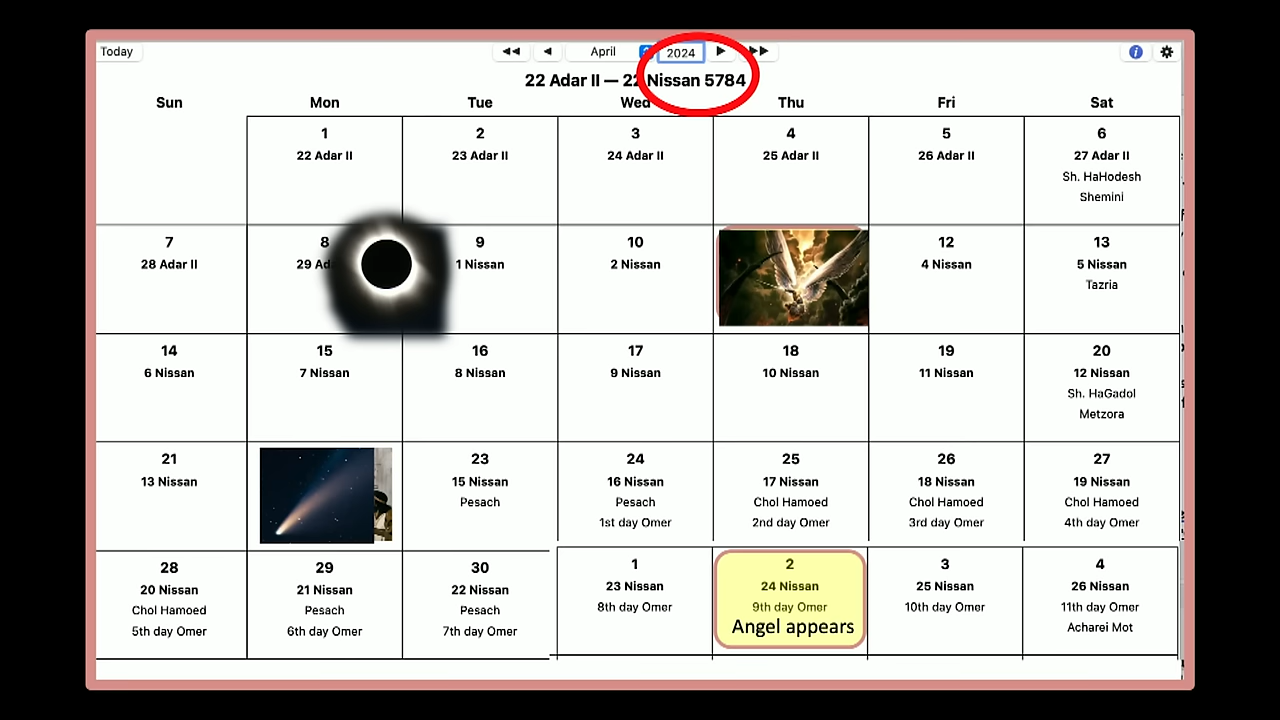 Today
April
2024
22 Adar II — 22 Nissan 5784
Sun Mon Tue Wed Thu Fri Sat
1 2 3 4 5 6
22 Adar II 23 Adar II 24 Adar II 25 Adar II 26 Adar II 27 Adar II
Sh. HaHodesh
Shemini
7 8 9 10 12 13
28 Adar II 29 Ad 1 Nissan 2 Nissan 4 Nissan 5 Nissan
Tazria
14 15 16 17 18 19 20
6 Nissan 7 Nissan 8 Nissan 9 Nissan 10 Nissan 11 Nissan 12 Nissan
Sh. HaGadol
Metzora
21 23 24 25 26 27
13 Nissan 15 Nissan 16 Nissan 17 Nissan 18 Nissan 19 Nissan
Pesach Pesach Chol Hamoed Chol Hamoed Chol Hamoed
1st day Omer 2nd day Omer 3rd day Omer 4th day Omer
28 29 30 1 2 3 4
20 Nissan 21 Nissan 22 Nissan 23 Nissan 24 Nissan 25 Nissan 26 Nissan
Chol Hamoed Pesach Pesach 8th day Omer 9th day Omer 10th day Omer 11th day Omer
5th day Omer 6th day Omer 7th day Omer Angel appears Acharei Mot